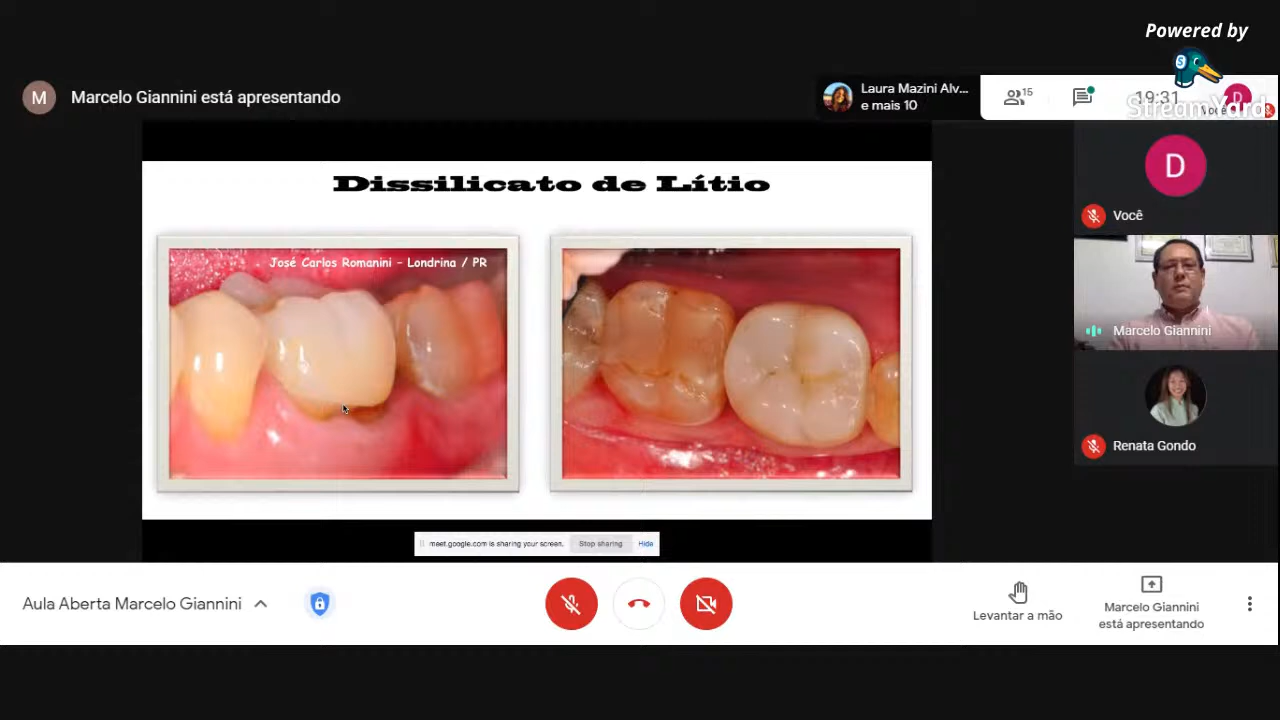 Powered by
M
Marcelo Giannini está apresentando
Laura Mazini Alv...
e mais 10
15
19:31
D
StreamYard
Dissilicato de Lítio
José Carlos Romanini - Londrina / PR
D
Você
Marcelo Giannini
Renata Gondo
meet.google.com is sharing your screen.
Stop sharing
Hide
Aula Aberta Marcelo Giannini
Levantar a mão
Marcelo Giannini
está apresentando